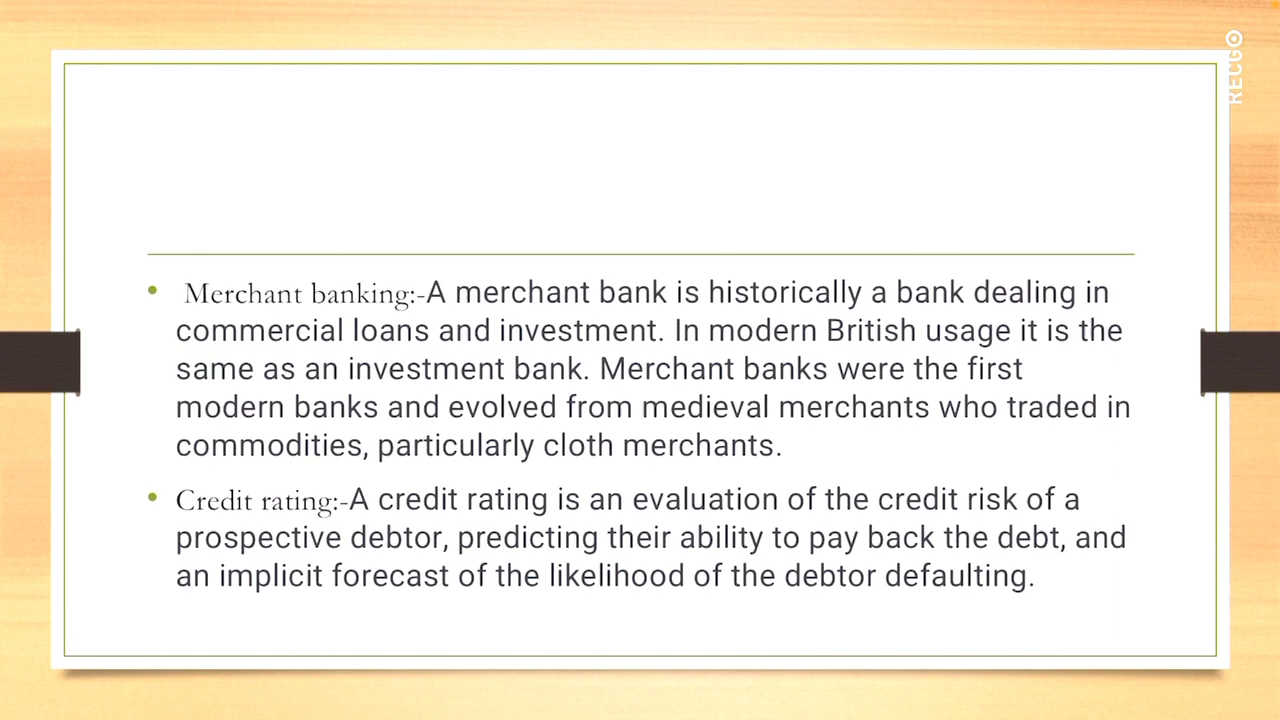 RECGO
• Merchant banking:-A merchant bank is historically a bank dealing in
commercial loans and investment. In modern British usage it is the
same as an investment bank. Merchant banks were the first
modern banks and evolved from medieval merchants who traded in
commodities, particularly cloth merchants.
• Credit rating:-A credit rating is an evaluation of the credit risk of a
prospective debtor, predicting their ability to pay back the debt, and
an implicit forecast of the likelihood of the debtor defaulting.